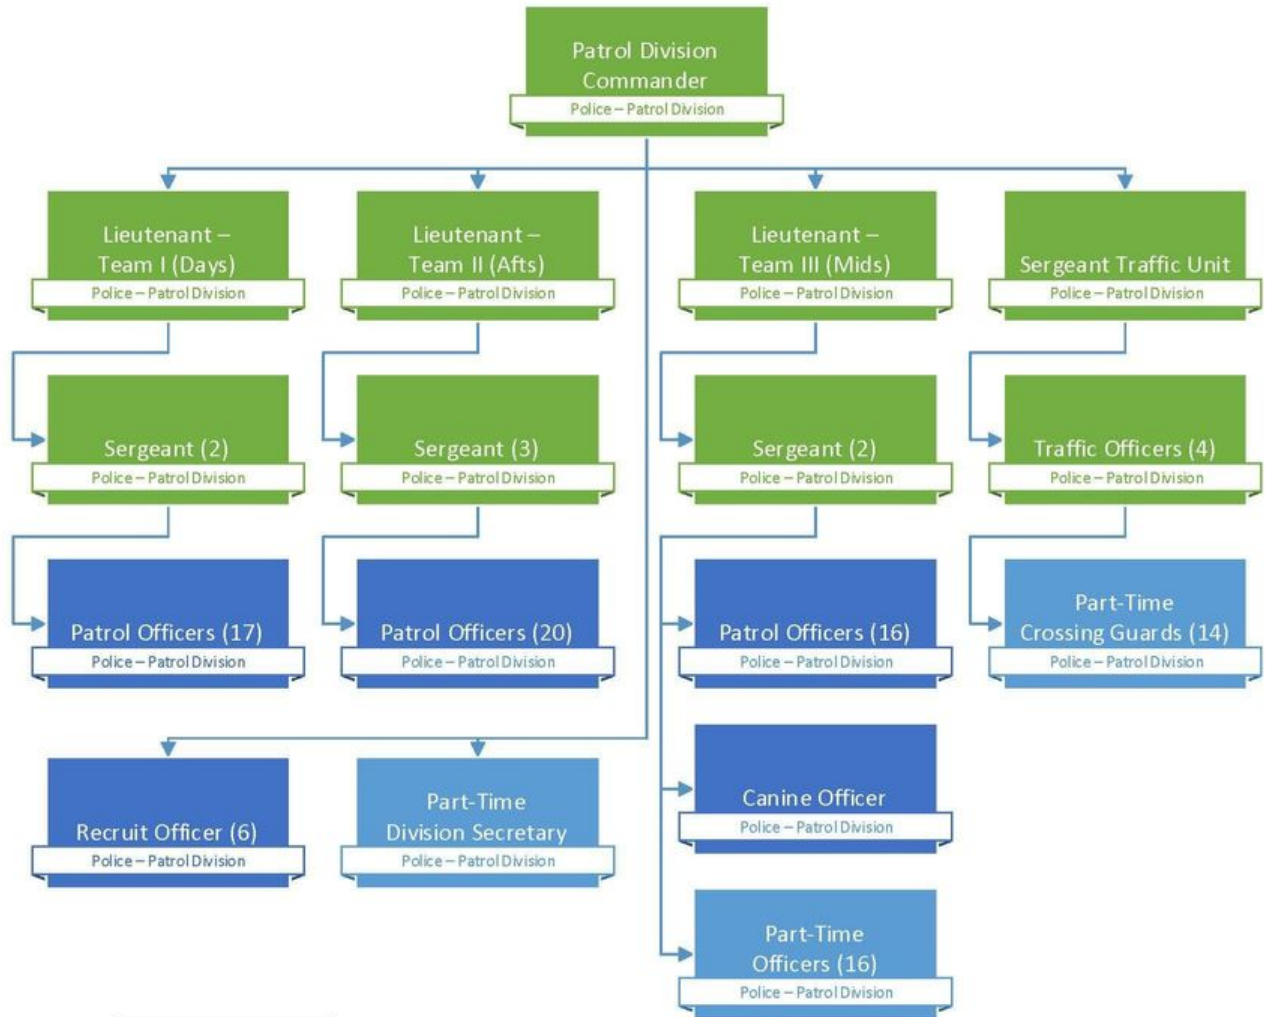 Patrol Division
Commander
Police – Patrol Division
Lieutenant –
Team I (Days)
Police – Patrol Division
Lieutenant –
Team II (Afts)
Police – Patrol Division
Lieutenant –
Team III (Mids)
Police – Patrol Division
Sergeant Traffic Unit
Police – Patrol Division
Sergeant (2)
Police – Patrol Division
Sergeant (3)
Police – Patrol Division
Sergeant (2)
Police – Patrol Division
Traffic Officers (4)
Police – Patrol Division
Patrol Officers (17)
Police – Patrol Division
Patrol Officers (20)
Police – Patrol Division
Patrol Officers (16)
Police – Patrol Division
Part-Time
Crossing Guards (14)
Police – Patrol Division
Recruit Officer (6)
Police – Patrol Division
Part-Time
Division Secretary
Police – Patrol Division
Canine Officer
Police – Patrol Division
Part-Time
Officers (16)
Police – Patrol Division